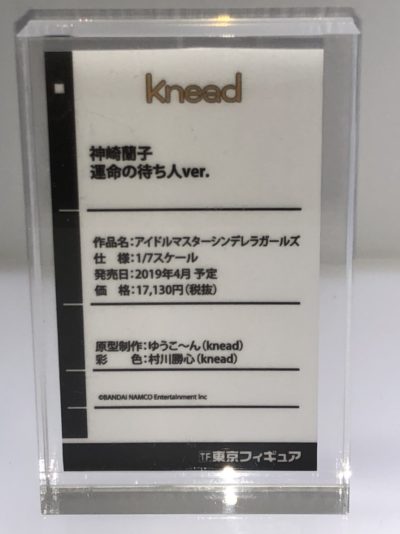 knead
神崎蘭子
運命の待ち人ver.
作品名:アイドルマスターシンデレラガールズ
仕　様:1/7スケール
発売日:2019年4月 予定
価　格:17,130円(税抜)
原型制作:ゆうこ〜ん(knead)
彩　　色:村川勝心(knead)
©BANDAI NAMCO Entertainment Inc
TF 東京フィギュア